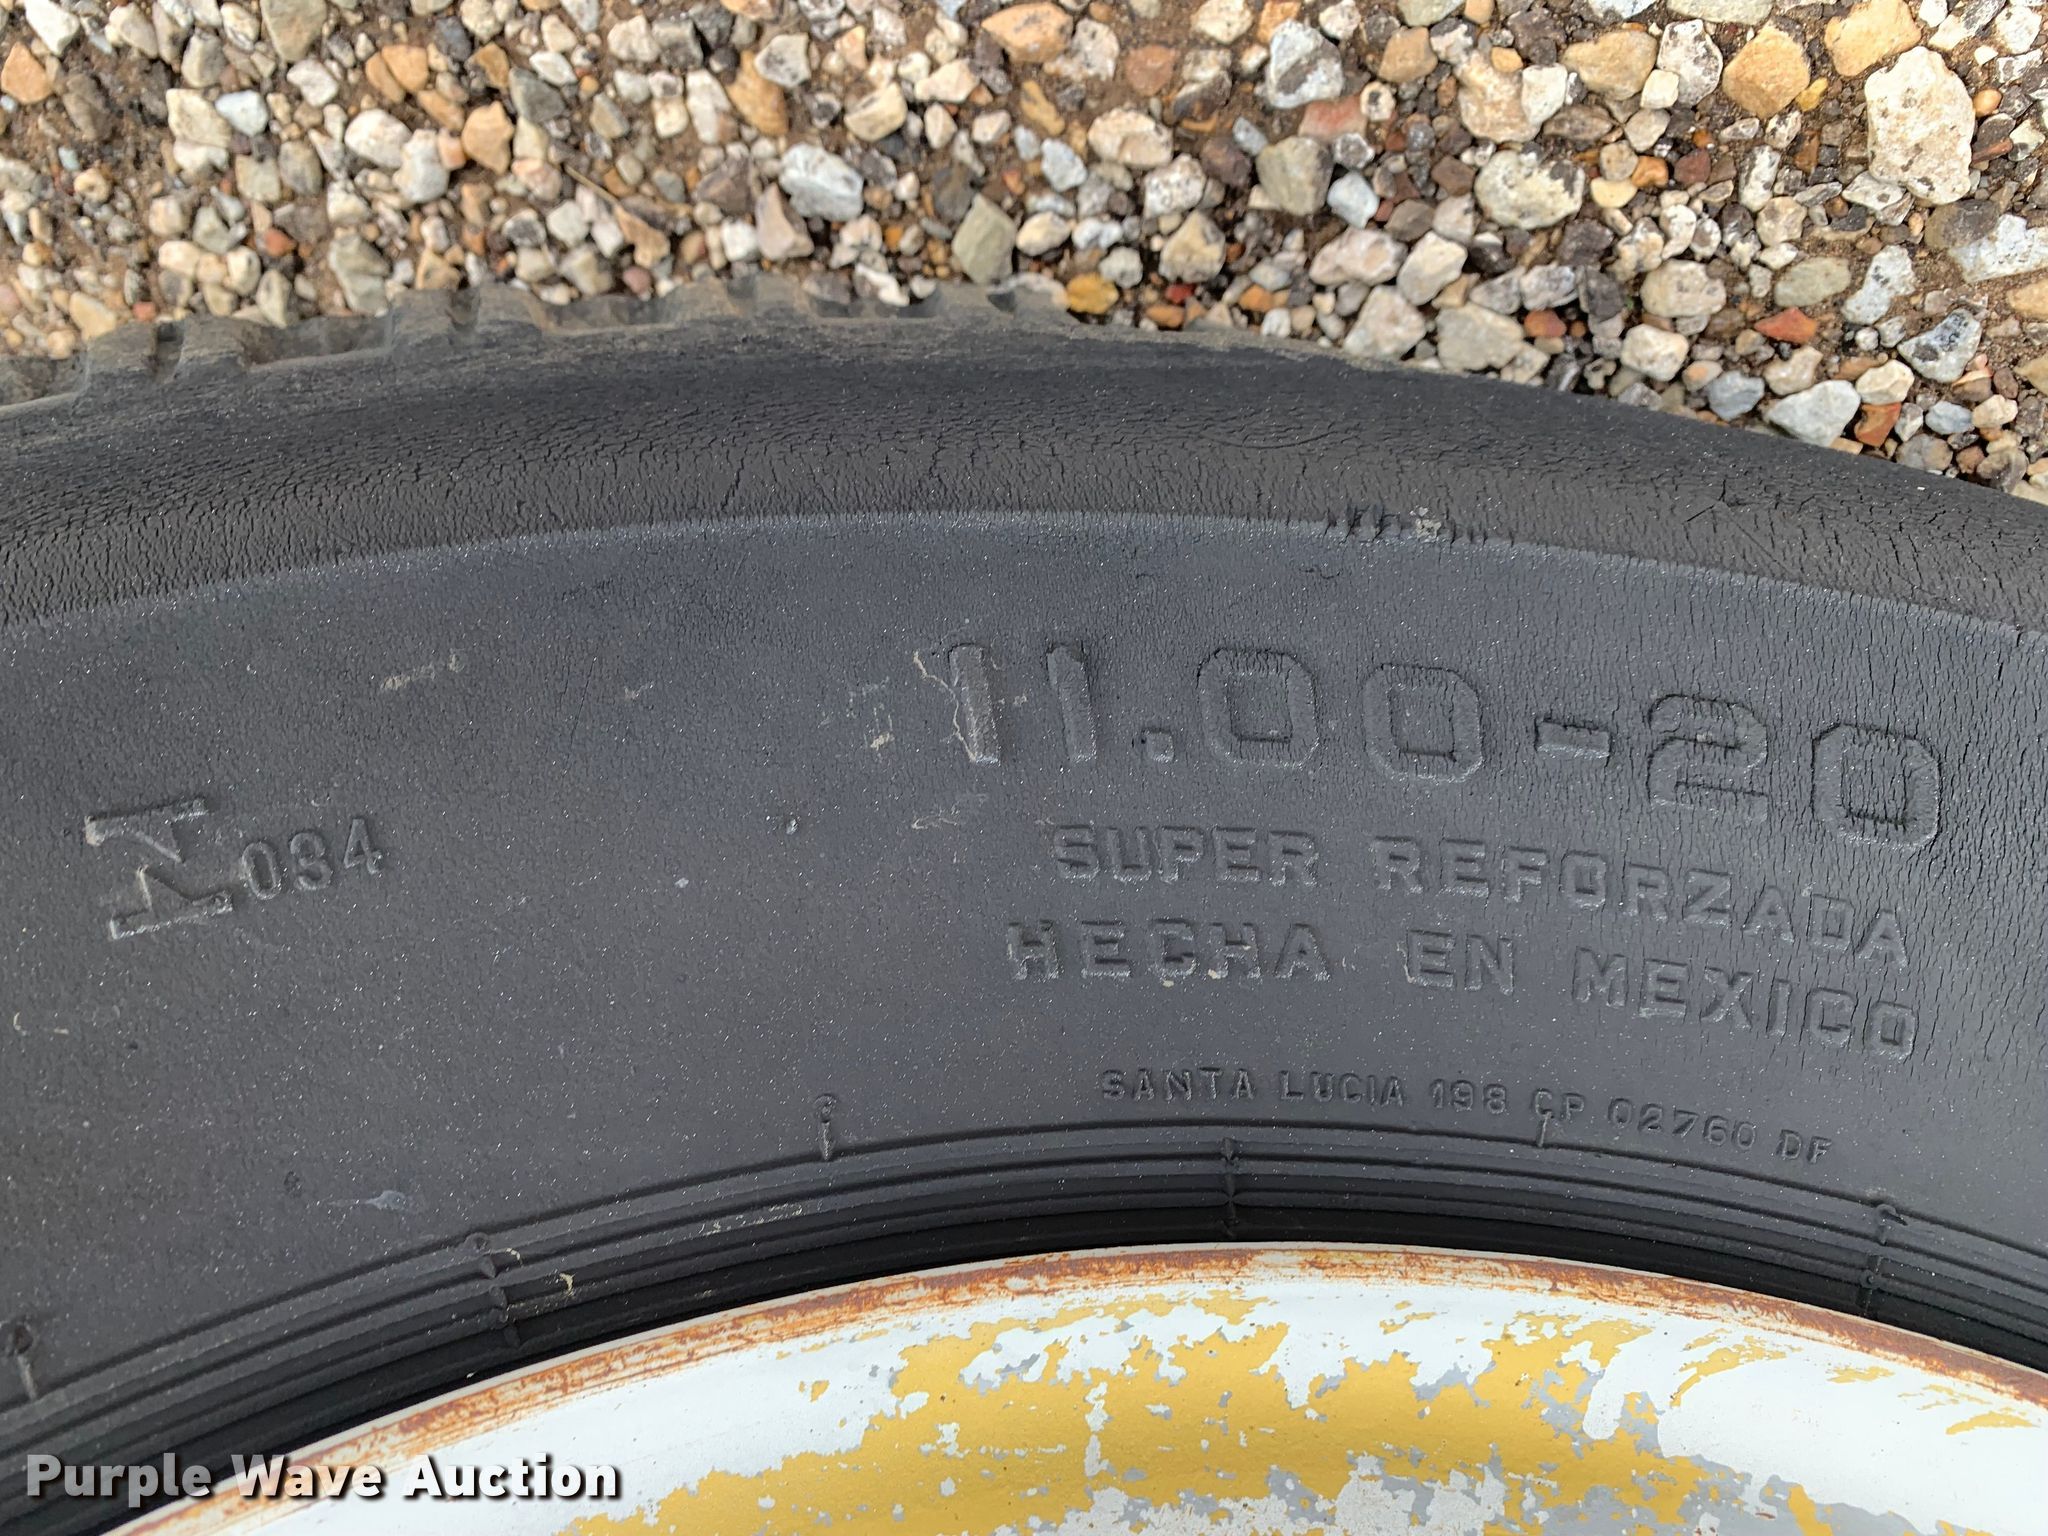 11.00-20
SUPER REFORZADA
HECHA EN MEXICO
N 034
SANTA LUCIA 198 CP 02760 DF
Purple Wave Auction